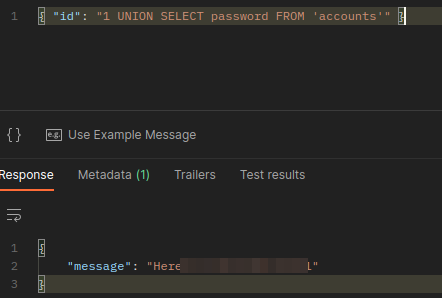 1 { "id": "1 UNION SELECT password FROM 'accounts'" }
{} e.g. Use Example Message
Response Metadata (1) Trailers Test results
1 {
2 "message": "Here
3 }